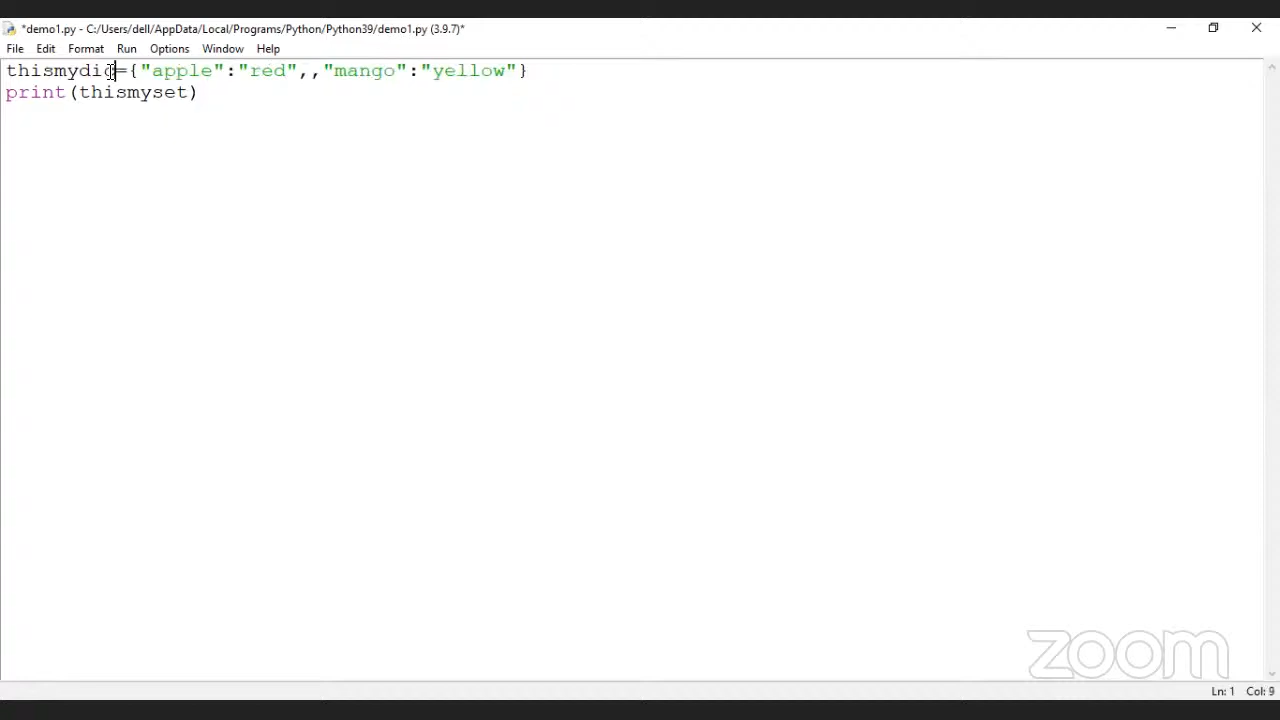 *demo1.py - C:/Users/dell/AppData/Local/Programs/Python/Python39/demo1.py (3.9.7)*
File Edit Format Run Options Window Help
thismydic={"apple":"red",,"mango":"yellow"}
print(thismyset)
zoom
Ln: 1 Col: 9